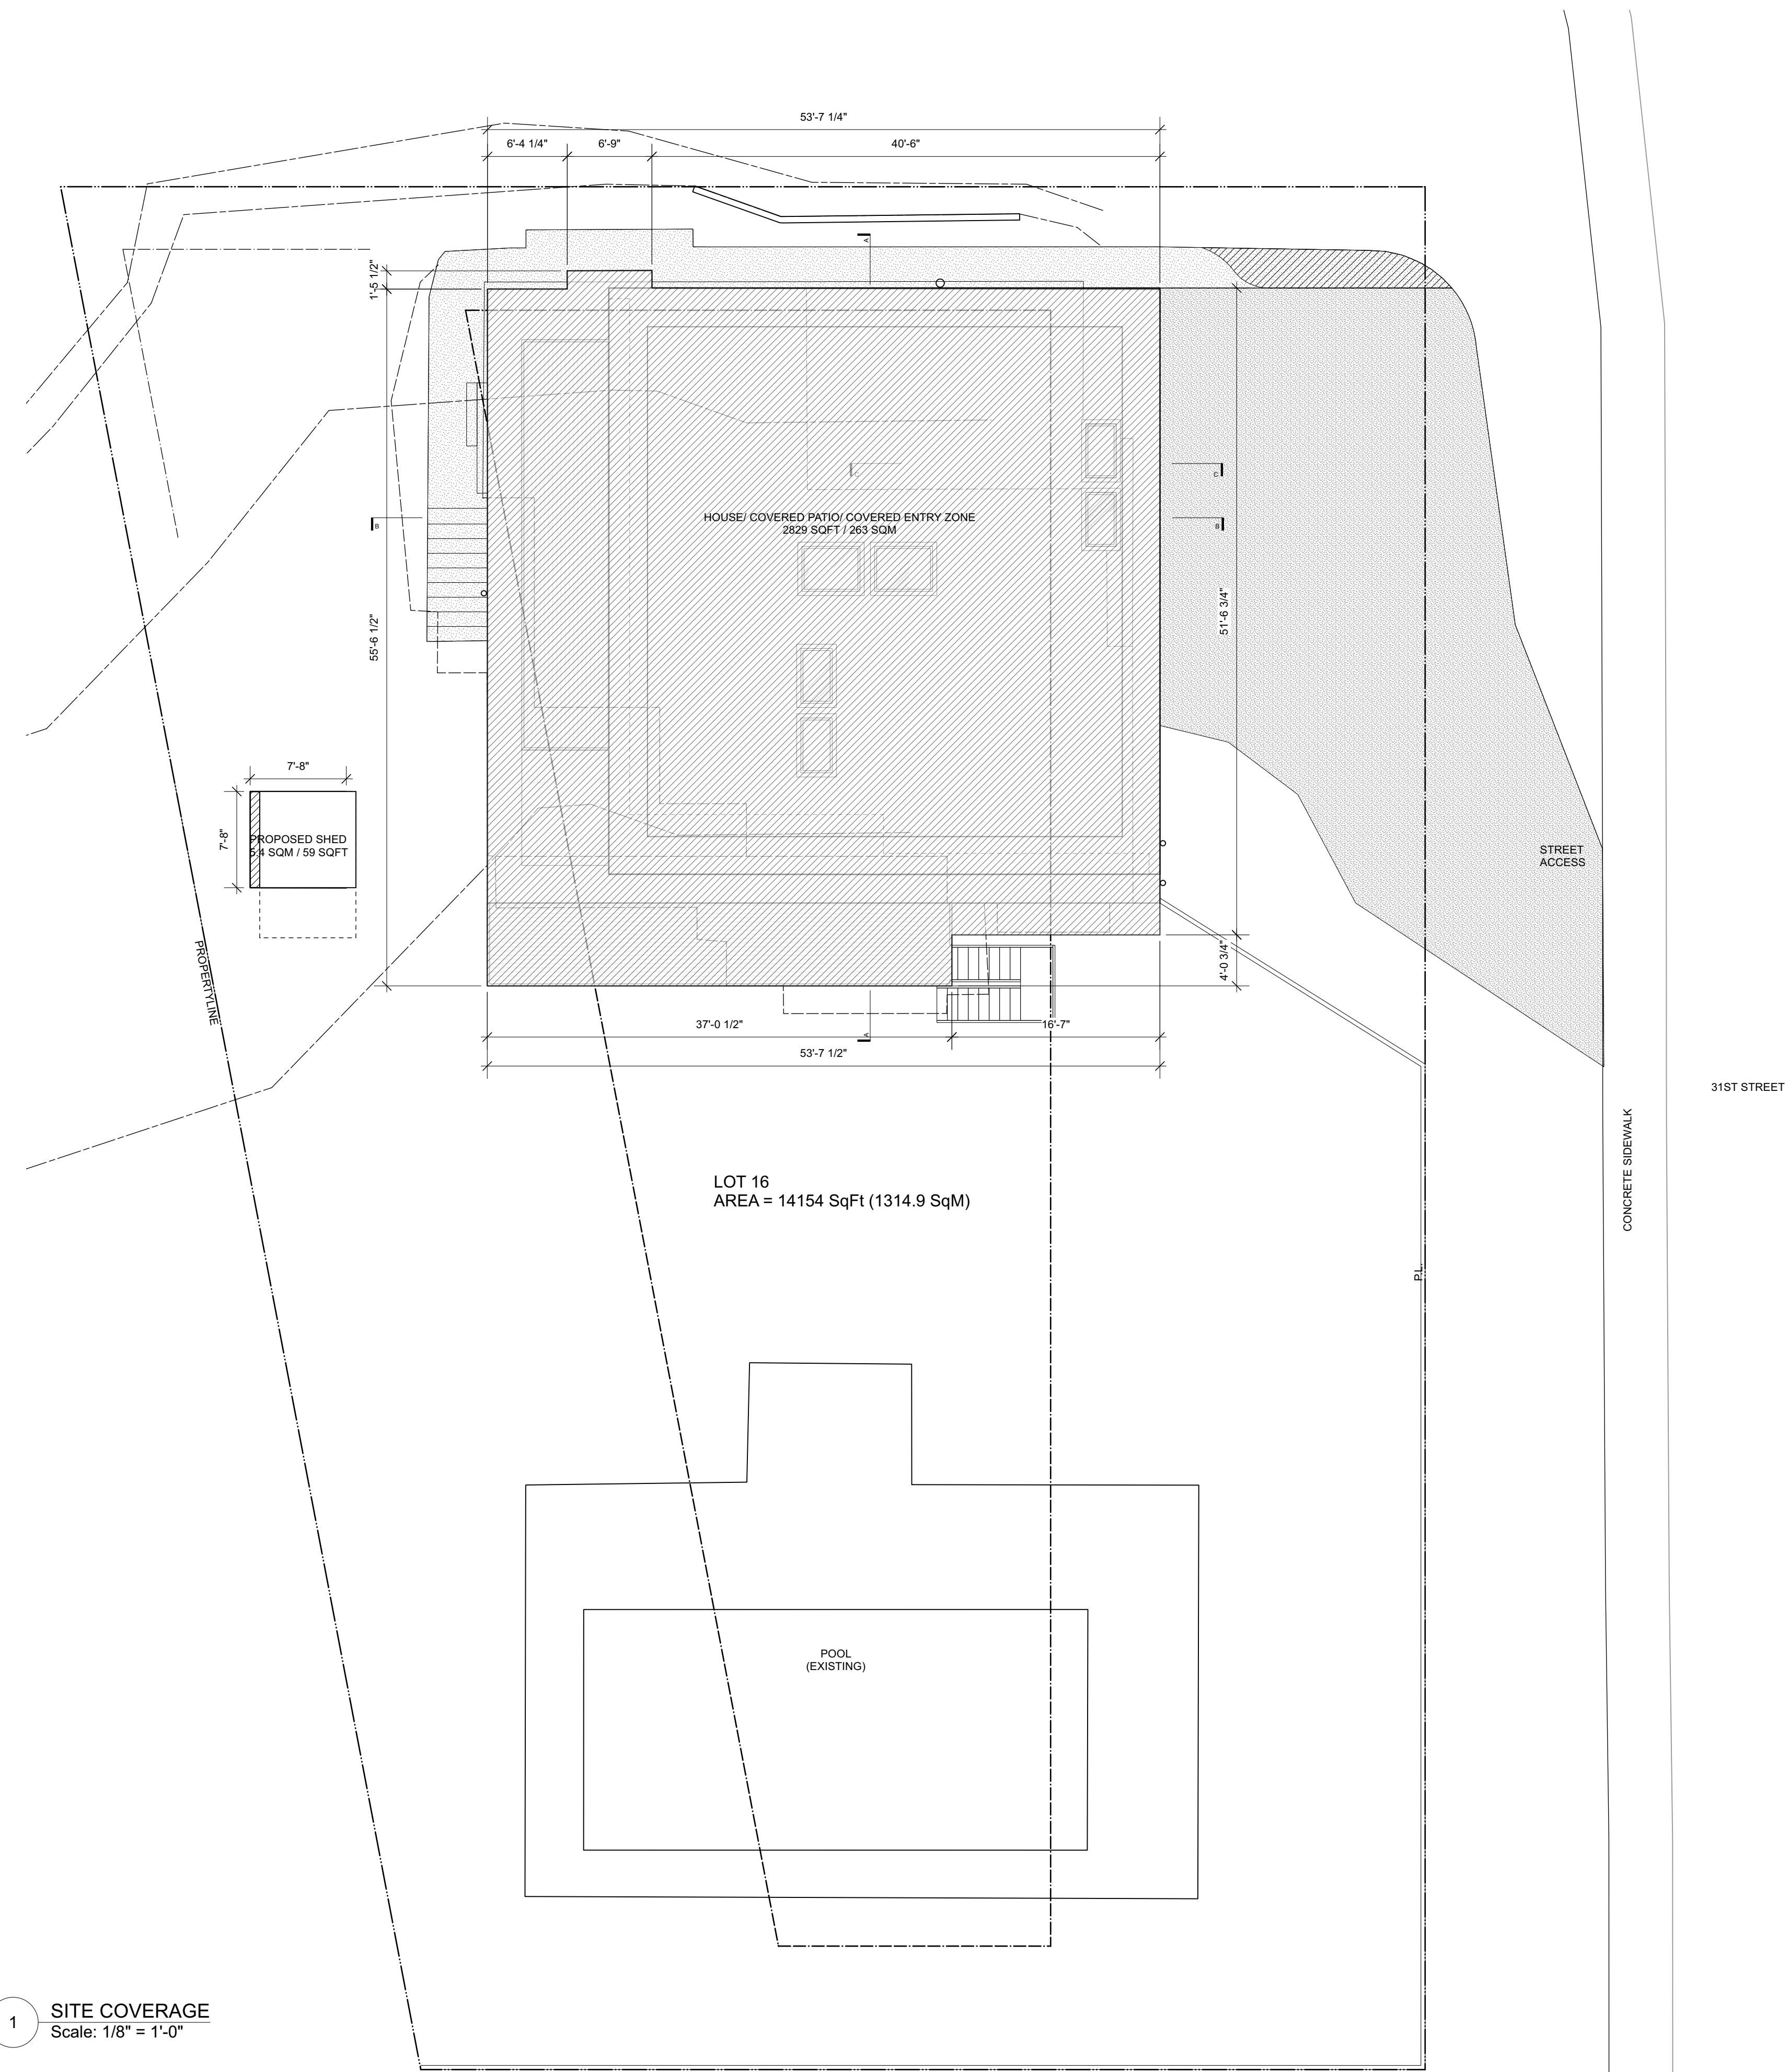 53'-7 1/4"
6'-4 1/4"
6'-9"
40'-6"
1'-5 1/2"
A
C
C
HOUSE/ COVERED PATIO/ COVERED ENTRY ZONE
2829 SQFT / 263 SQM
B
B
55'-6 1/2"
51'-6 3/4"
7'-8"
7'-8"
PROPOSED SHED
5.4 SQM / 59 SQFT
STREET
ACCESS
PROPERTYLINE
4'-0 3/4"
37'-0 1/2"
A
16'-7"
53'-7 1/2"
31ST STREET
CONCRETE SIDEWALK
LOT 16
AREA = 14154 SqFt (1314.9 SqM)
P.L.
POOL
(EXISTING)
1
SITE COVERAGE
Scale: 1/8" = 1'-0"